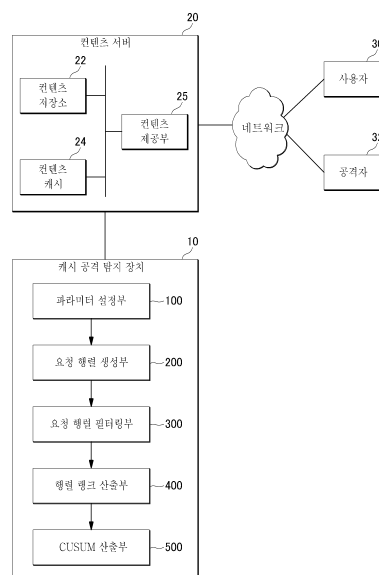 20
컨텐츠 서버
22
컨텐츠
저장소
25
컨텐츠
제공부
24
컨텐츠
캐시
네트워크
30
사용자
32
공격자
10
캐시 공격 탐지 장치
파라미터 설정부
100
요청 행렬 생성부
200
요청 행렬 필터링부
300
행렬 랭크 산출부
400
CUSUM 산출부
500